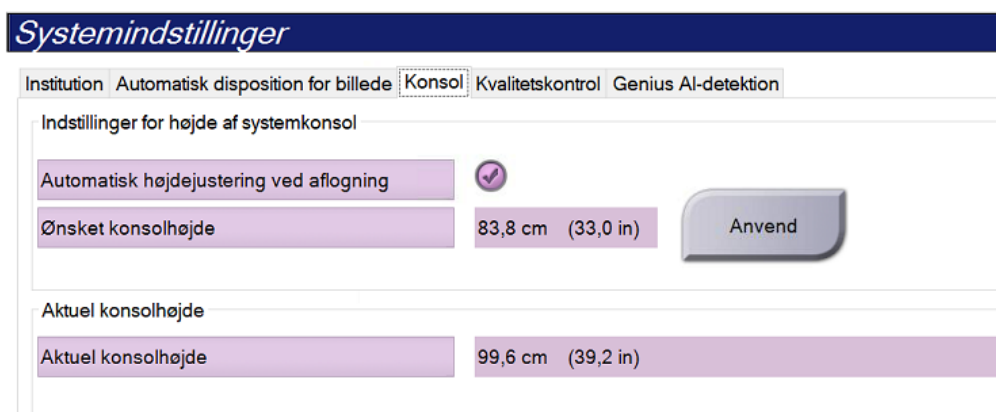 Systemindstillinger
Institution Automatisk disposition for billede Konsol Kvalitetskontrol Genius AI-detektion
Indstillinger for højde af systemkonsol
Automatisk højdejustering ved aflogning
Ønsket konsolhøjde 83,8 cm (33,0 in) Anvend
Aktuel konsolhøjde
Aktuel konsolhøjde 99,6 cm (39,2 in)